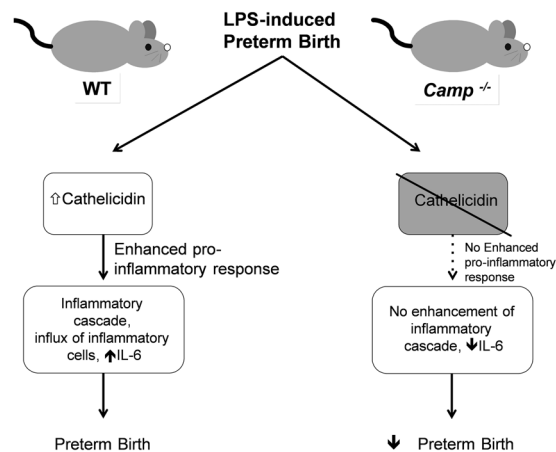 LPS-induced
Preterm Birth
WT
Camp -/-
⇧Cathelicidin
Cathelicidin
Enhanced pro-
inflammatory response
No Enhanced
pro-inflammatory
response
Inflammatory
cascade,
influx of inflammatory
cells, 🡹IL-6
No enhancement of
inflammatory
cascade, 🡻IL-6
Preterm Birth
🡻 Preterm Birth